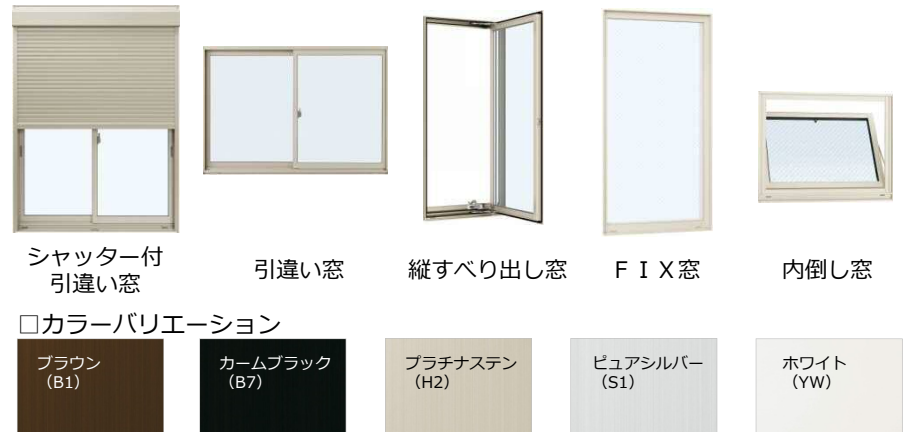 シャッター付
引違い窓
引違い窓
縦すべり出し窓
ＦＩＸ窓
内倒し窓
□カラーバリエーション
ブラウン
（B1）
カームブラック
（B7）
プラチナステン
（H2）
ピュアシルバー
（S1）
ホワイト
（YW）